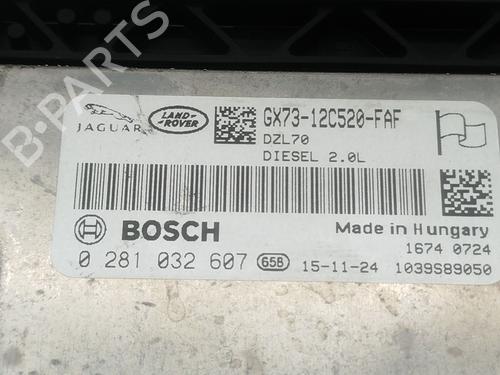 B-PARTS
JAGUAR
LAND-
ROVER
GX73-12C520-FAF
DZL70
DIESEL 2.0L
BOSCH
Made in Hungary
1674 0724
0 281 032 607 65B 15-11-24 1039S89050